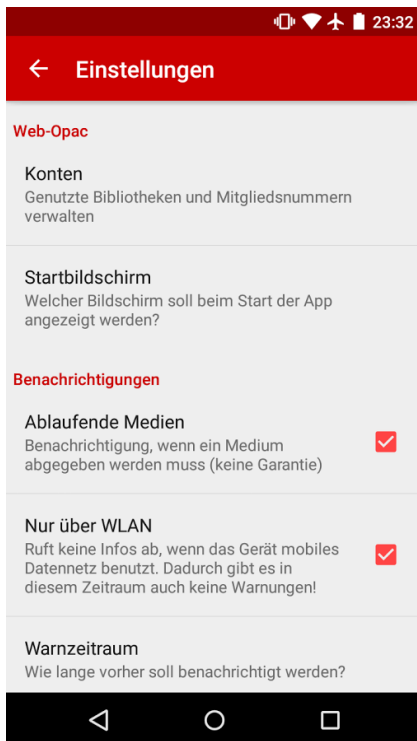 23:32
Einstellungen
Web-Opac
Konten
Genutzte Bibliotheken und Mitgliedsnummern
verwalten
Startbildschirm
Welcher Bildschirm soll beim Start der App
angezeigt werden?
Benachrichtigungen
Ablaufende Medien
Benachrichtigung, wenn ein Medium
abgegeben werden muss (keine Garantie)
Nur über WLAN
Ruft keine Infos ab, wenn das Gerät mobiles
Datennetz benutzt. Dadurch gibt es in
diesem Zeitraum auch keine Warnungen!
Warnzeitraum
Wie lange vorher soll benachrichtigt werden?